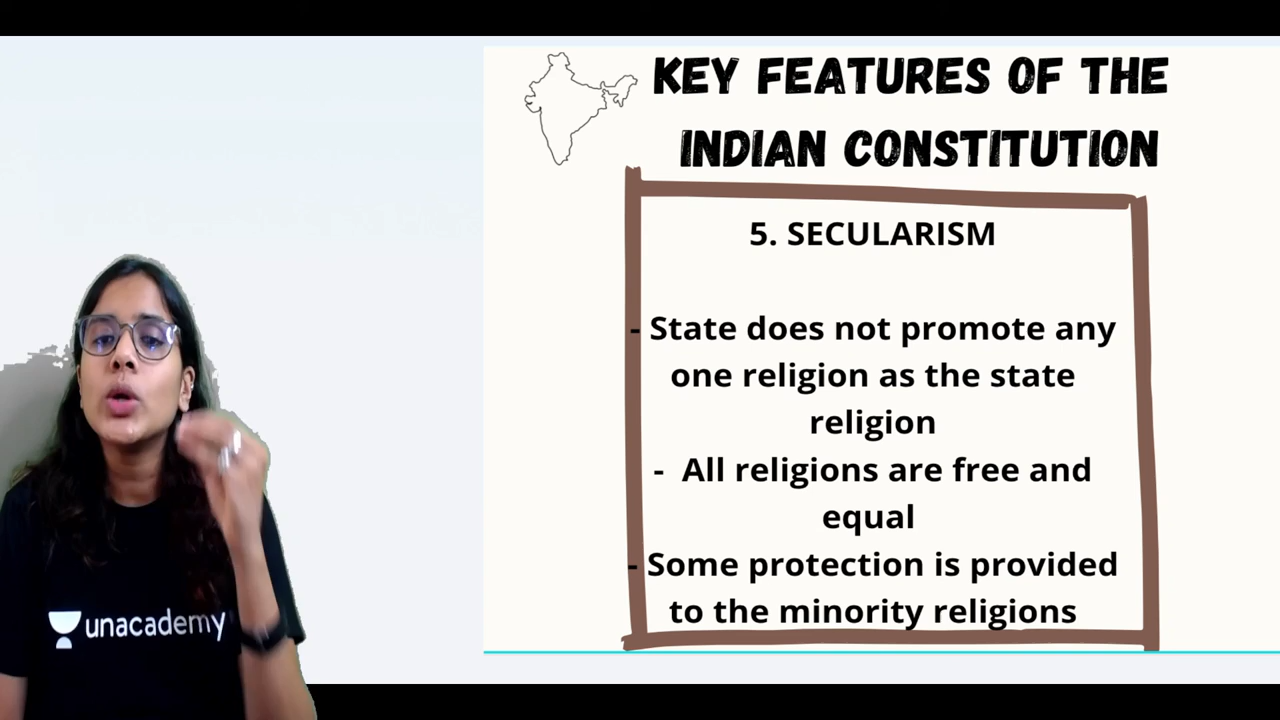 KEY FEATURES OF THE
INDIAN CONSTITUTION
5. SECULARISM
- State does not promote any
one religion as the state
religion
- All religions are free and
equal
- Some protection is provided
to the minority religions
unacademy